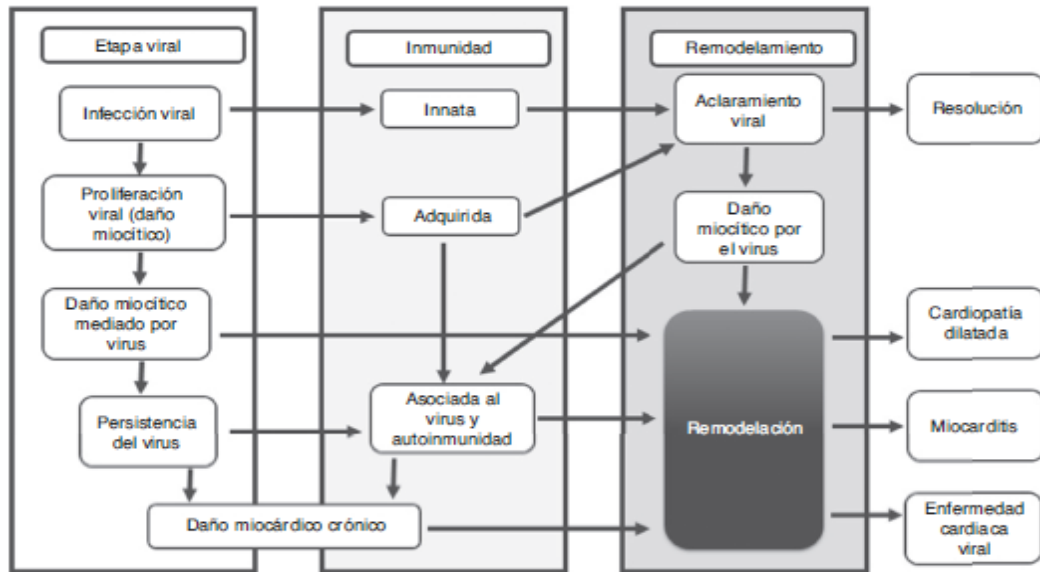 Etapa viral
Inmunidad
Remodelamiento
Infección viral
Innata
Aclaramiento
viral
Resolución
Proliferación
viral (daño
miocítico)
Adquirida
Daño
miocítico por
el virus
Daño miocítico
mediado por
virus
Cardiopatía
dilatada
Persistencia
del virus
Asociada al
virus y
autoinmunidad
Remodelación
Miocarditis
Daño miocárdico crónico
Enfermedad
cardiaca
viral